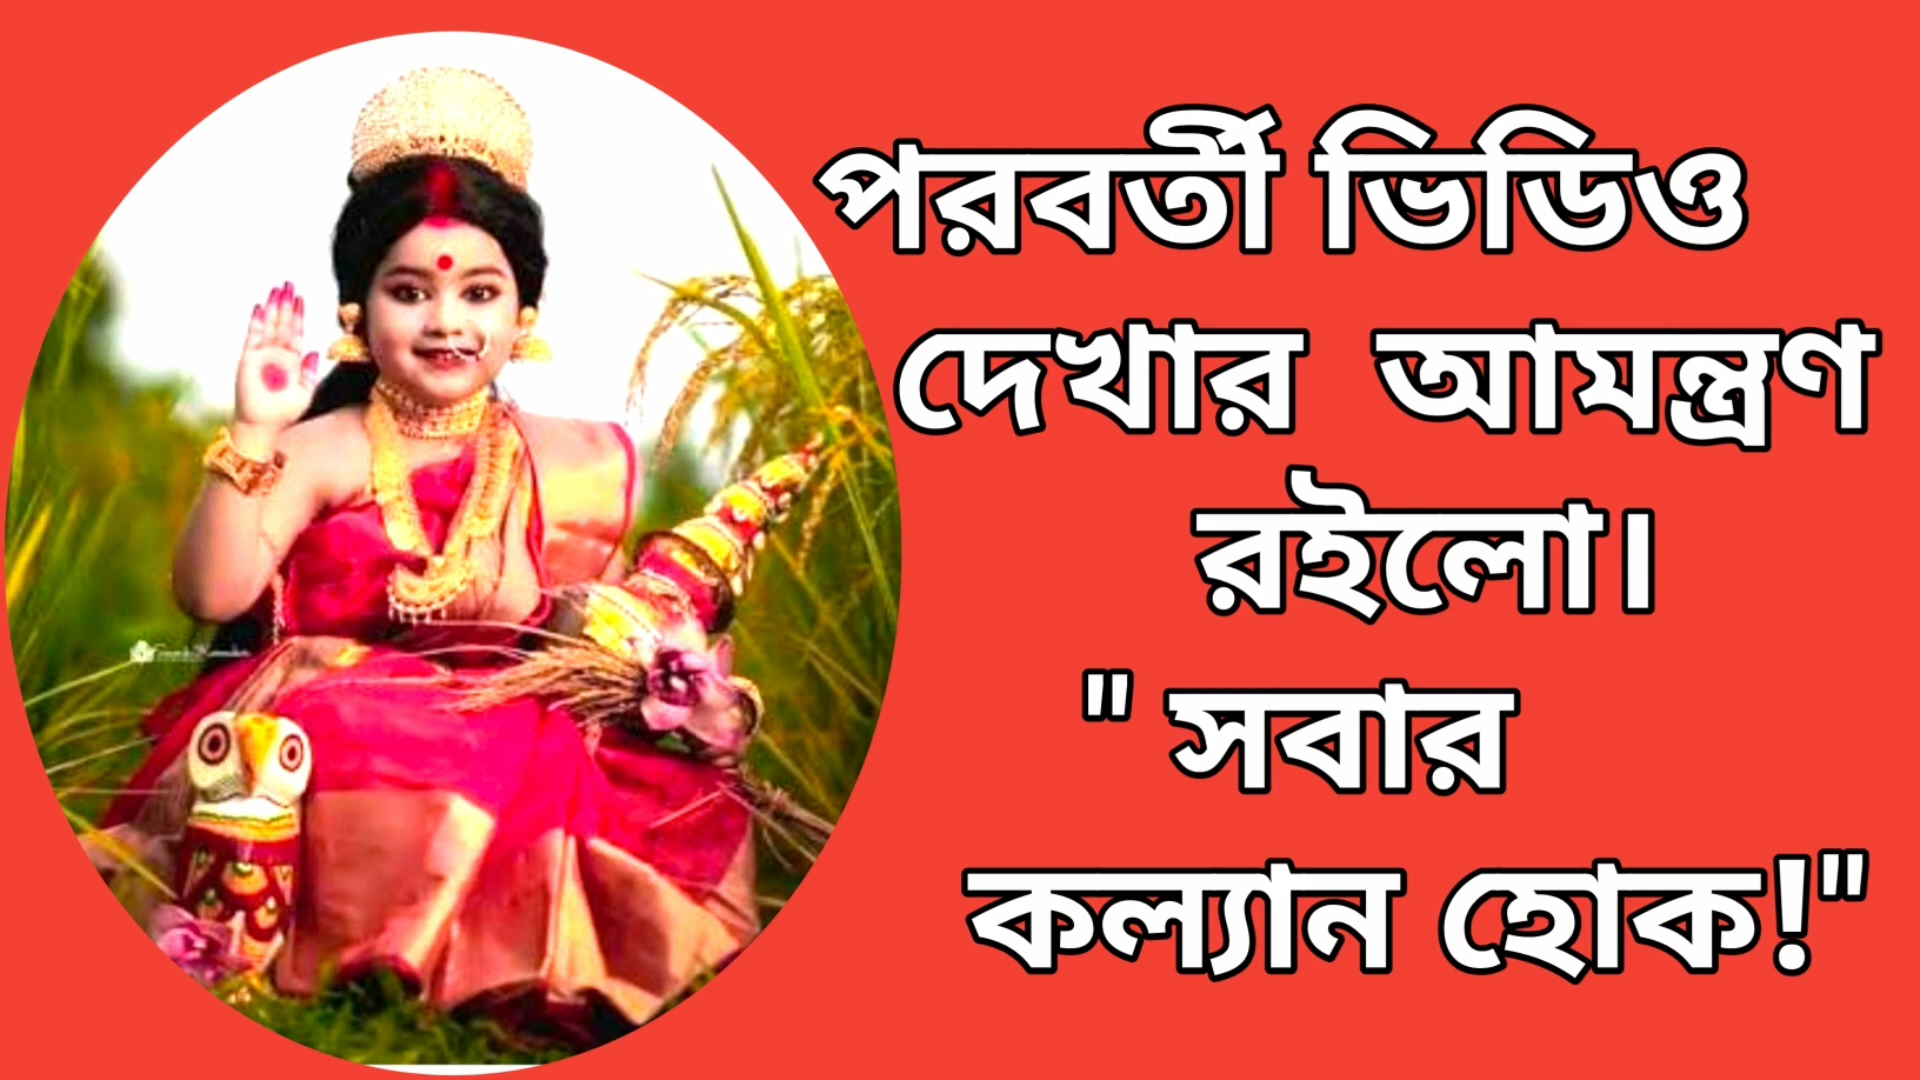 পরবর্তী ভিডিও
দেখার আমন্ত্রণ
রইলো।
" সবার
কল্যান হোক!"